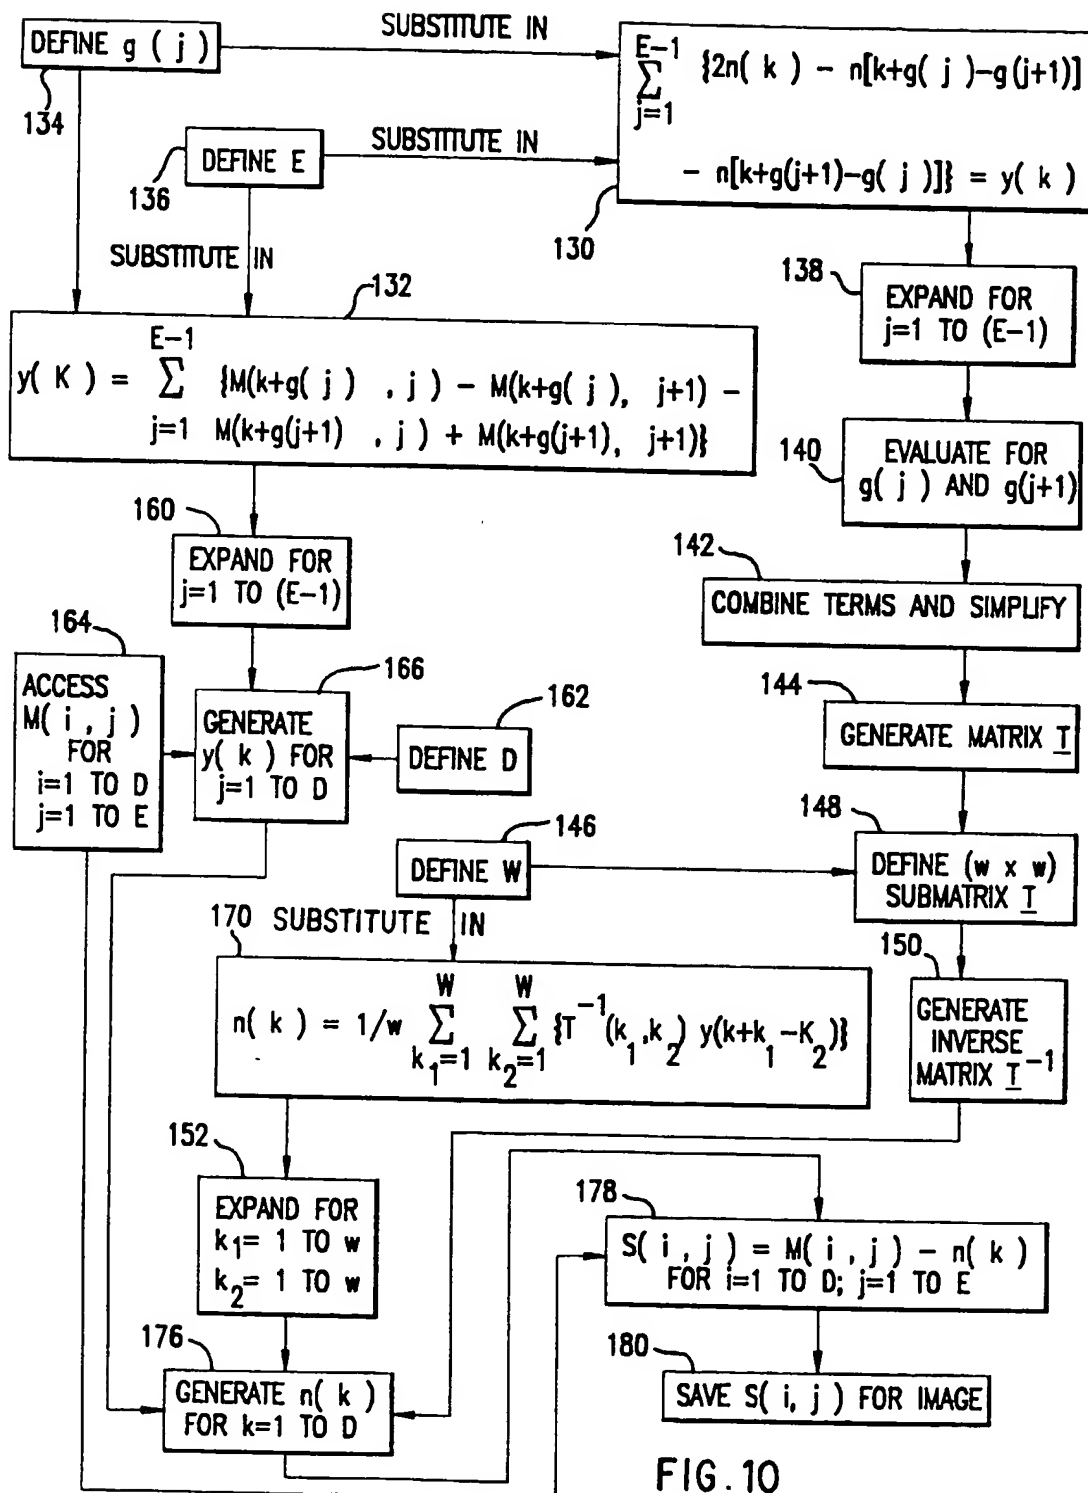 DEFINE g ( j )
134
SUBSTITUTE IN
E-1
∑ {2n( k ) - n[k+g( j )-g(j+1)]
j=1
- n[k+g(j+1)-g( j )]} = y( k )
130
DEFINE E
136
SUBSTITUTE IN
SUBSTITUTE IN
132
E-1
y( K ) = ∑ {M(k+g( j ) , j ) - M(k+g( j ), j+1) -
j=1 M(k+g(j+1) , j ) + M(k+g(j+1), j+1)}
138
EXPAND FOR
j=1 TO (E-1)
140
EVALUATE FOR
g( j ) AND g(j+1)
160
EXPAND FOR
j=1 TO (E-1)
142
COMBINE TERMS AND SIMPLIFY
164
ACCESS
M( i , j )
FOR
i=1 TO D
j=1 TO E
166
GENERATE
y( k ) FOR
j=1 TO D
162
DEFINE D
144
GENERATE MATRIX T
146
DEFINE W
148
DEFINE (w x w)
SUBMATRIX T
170 SUBSTITUTE IN
W W
n( k ) = 1/w ∑ ∑ {T⁻¹(k₁,k₂) y(k+k₁-K₂)}
k₁=1 k₂=1
150
GENERATE
INVERSE
MATRIX T⁻¹
152
EXPAND FOR
k₁= 1 TO w
k₂= 1 TO w
178
S( i , j ) = M( i , j ) - n( k )
FOR i=1 TO D; j=1 TO E
176
GENERATE n( k )
FOR k=1 TO D
180
SAVE S( i, j ) FOR IMAGE
FIG.10